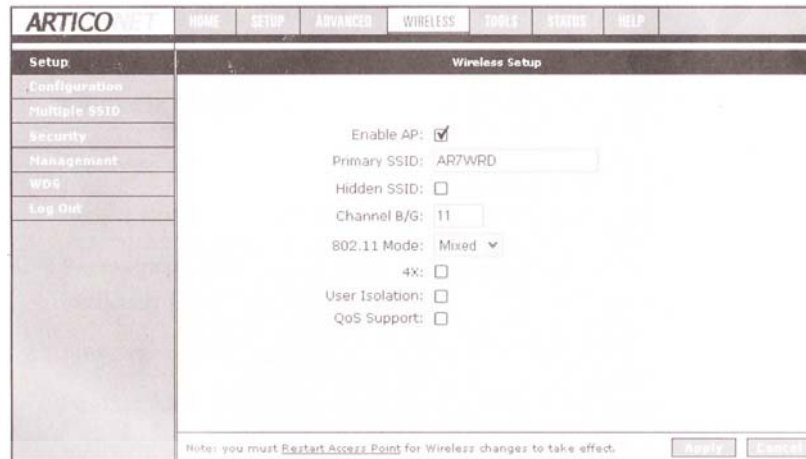 ARTICONET
HOME SETUP ADVANCED WIRELESS TOOLS STATUS HELP
Setup
Wireless Setup
Configuration
Multiple SSID
Security
Management
WDS
Log Out
Enable AP:
Primary SSID: AR7WRD
Hidden SSID:
Channel B/G: 11
802.11 Mode: Mixed
4X:
User Isolation:
QoS Support:
Note: you must Restart Access Point for Wireless changes to take effect.
Apply Cancel